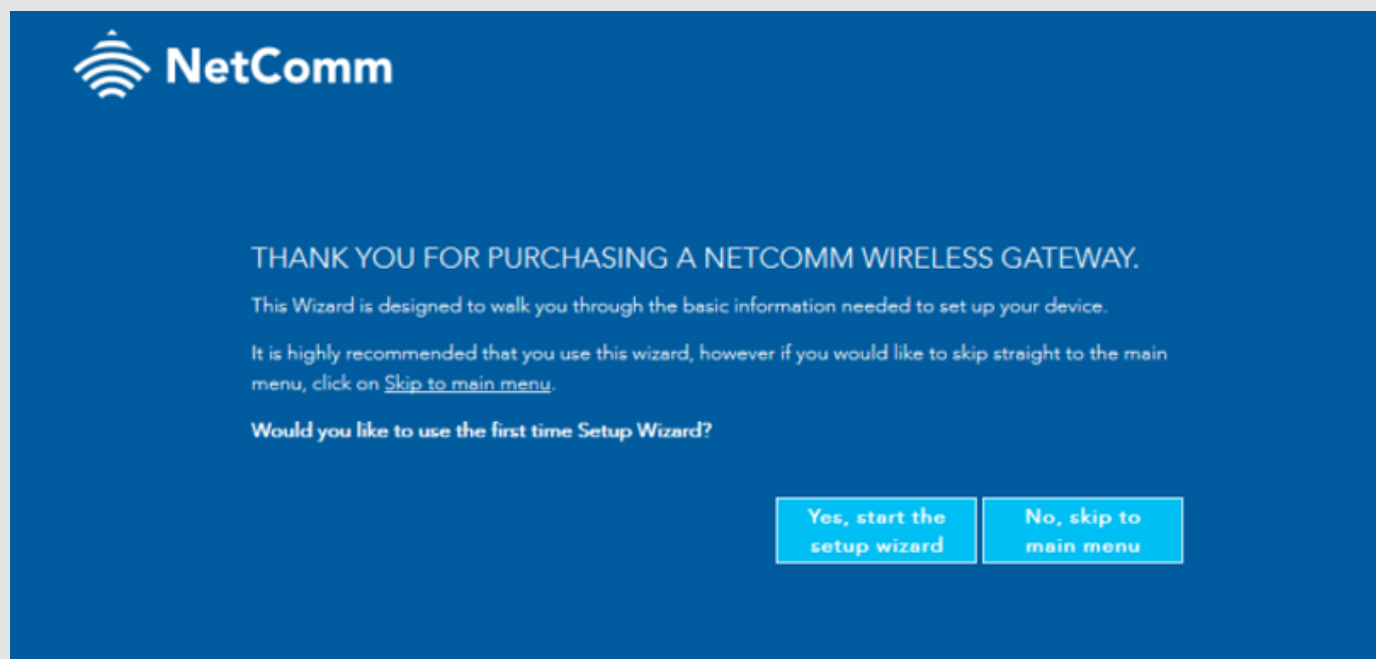 NetComm
THANK YOU FOR PURCHASING A NETCOMM WIRELESS GATEWAY.
This Wizard is designed to walk you through the basic information needed to set up your device.
It is highly recommended that you use this wizard, however if you would like to skip straight to the main
menu, click on Skip to main menu.
Would you like to use the first time Setup Wizard?
Yes, start the
setup wizard
No, skip to
main menu